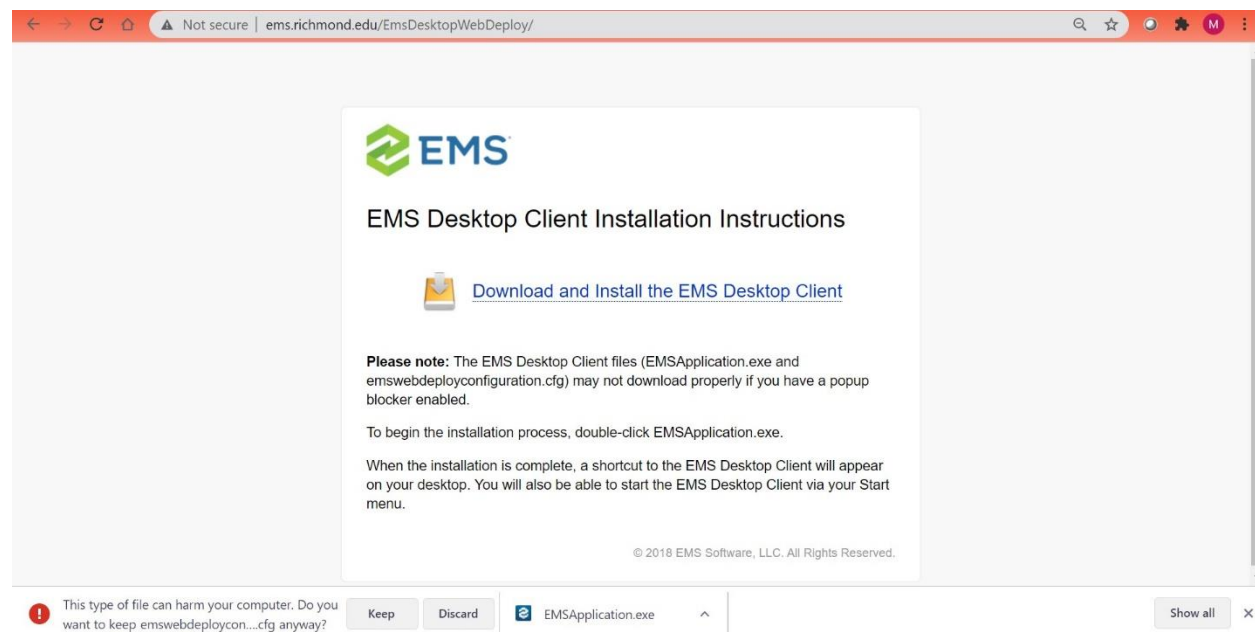 Not secure | ems.richmond.edu/EmsDesktopWebDeploy/
M
EMS
EMS Desktop Client Installation Instructions
Download and Install the EMS Desktop Client
Please note: The EMS Desktop Client files (EMSApplication.exe and
emswebdeployconfiguration.cfg) may not download properly if you have a popup
blocker enabled.
To begin the installation process, double-click EMSApplication.exe.
When the installation is complete, a shortcut to the EMS Desktop Client will appear
on your desktop. You will also be able to start the EMS Desktop Client via your Start
menu.
© 2018 EMS Software, LLC. All Rights Reserved.
This type of file can harm your computer. Do you
want to keep emswebdeploycon....cfg anyway?
Keep
Discard
EMSApplication.exe
Show all